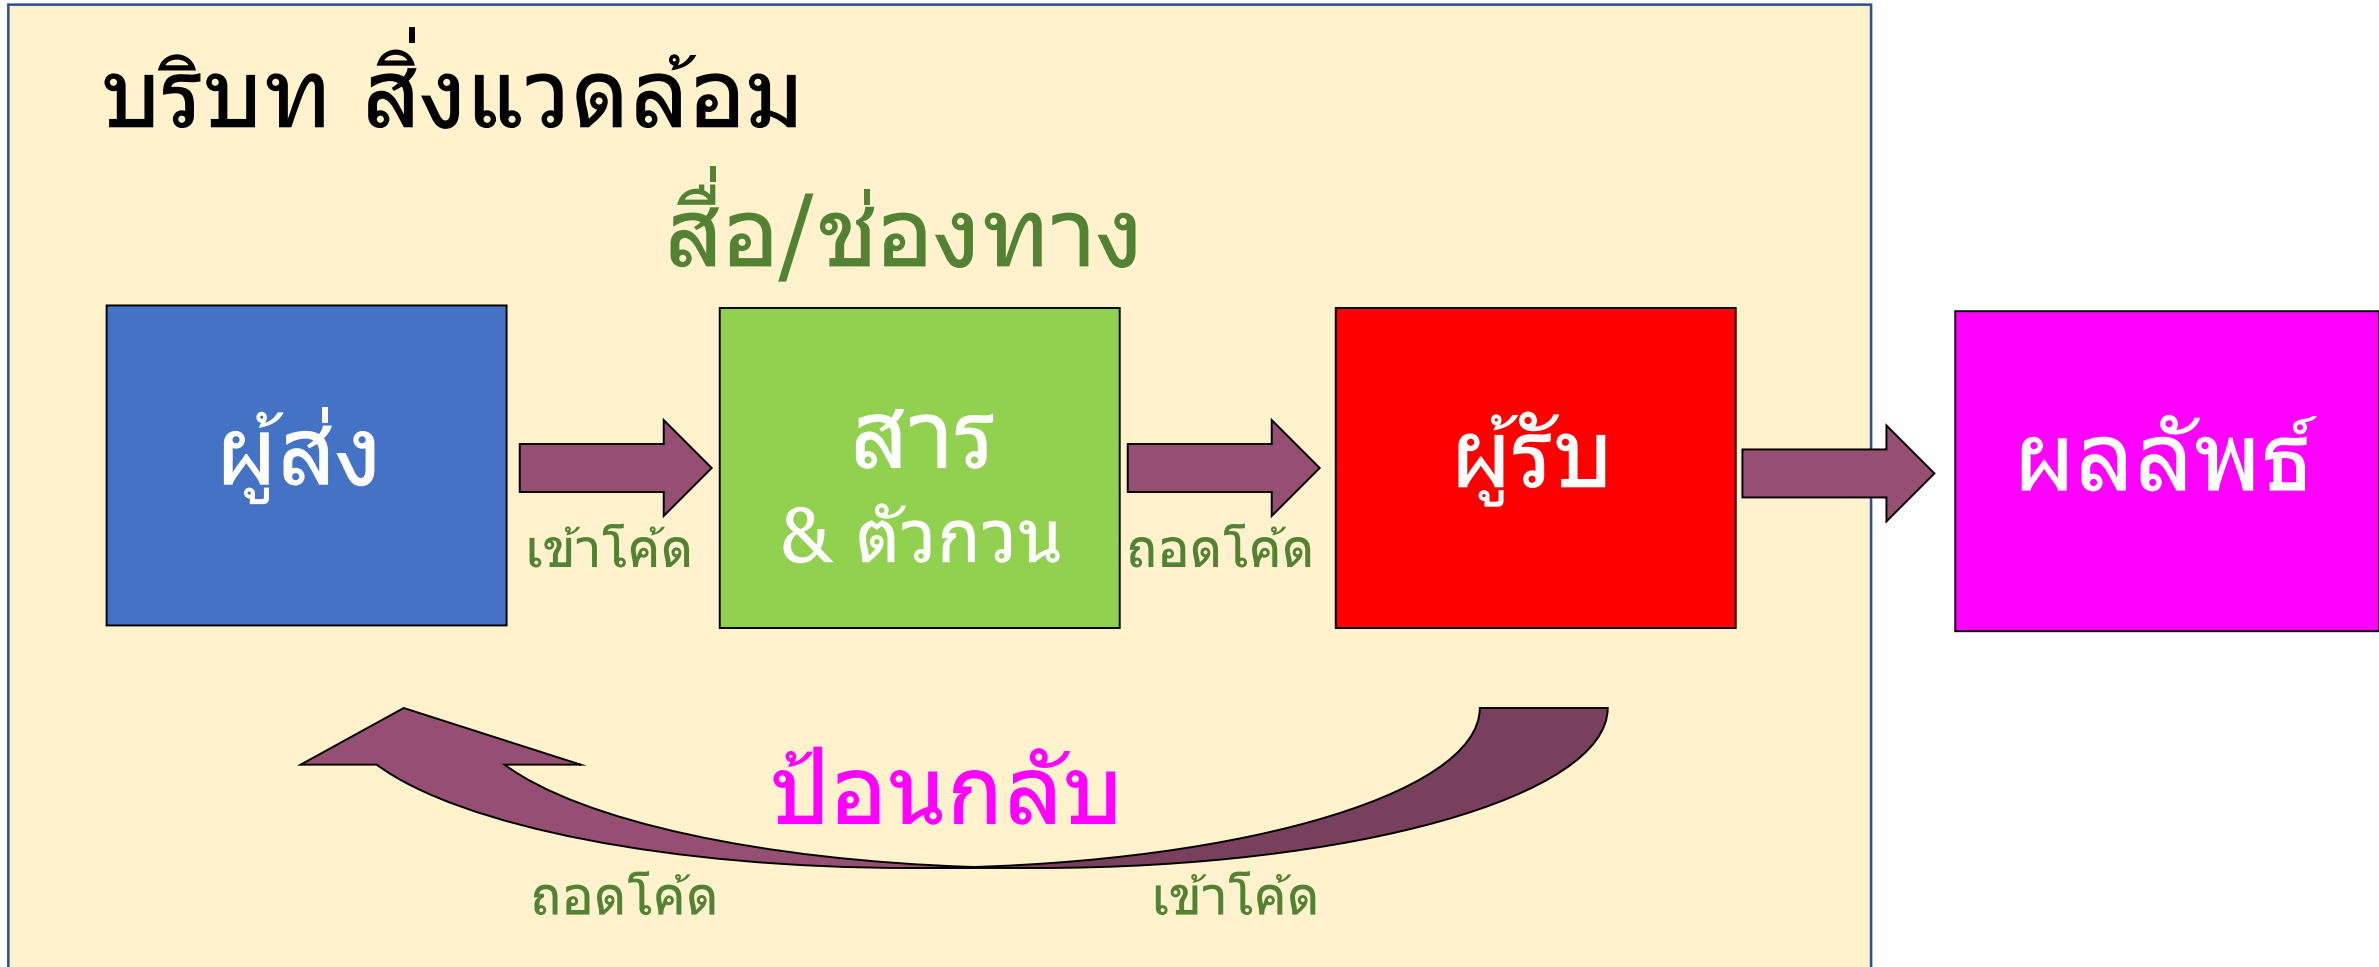 บริบท สิ่งแวดล้อม
สื่อ/ช่องทาง
ผู้ส่ง
เข้าโค้ด
สาร
& ตัวกวน
ถอดโค้ด
ผู้รับ
ผลลัพธ์
ป้อนกลับ
ถอดโค้ด
เข้าโค้ด